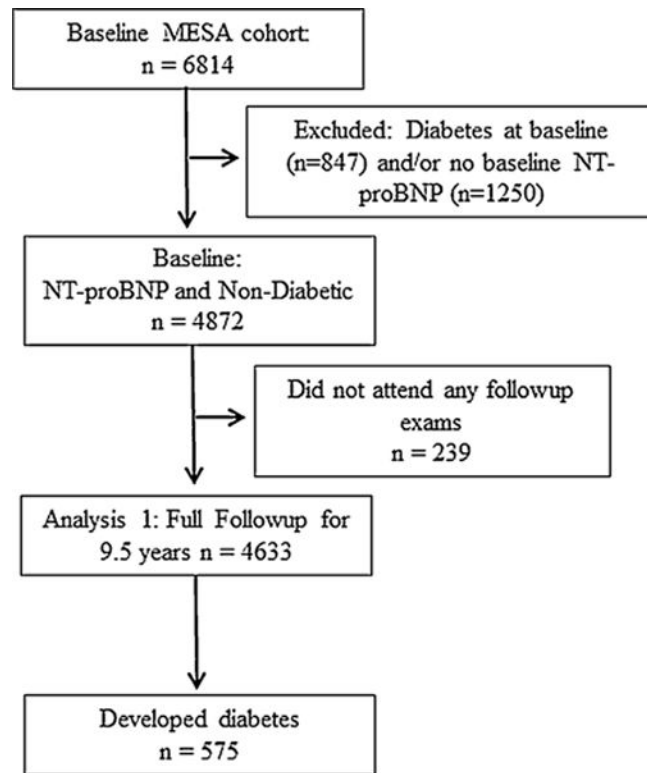 Baseline MESA cohort:
n = 6814
Excluded: Diabetes at baseline
(n=847) and/or no baseline NT-
proBNP (n=1250)
Baseline:
NT-proBNP and Non-Diabetic
n = 4872
Did not attend any followup
exams
n = 239
Analysis 1: Full Followup for
9.5 years n = 4633
Developed diabetes
n = 575